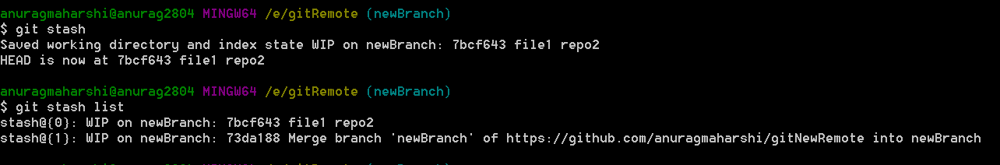 anuragmaharshi@anurag2804 MINGW64 /e/gitRemote (newBranch)
$ git stash
Saved working directory and index state WIP on newBranch: 7bcf643 file1 repo2
HEAD is now at 7bcf643 file1 repo2
anuragmaharshi@anurag2804 MINGW64 /e/gitRemote (newBranch)
$ git stash list
stash@{0}: WIP on newBranch: 7bcf643 file1 repo2
stash@{1}: WIP on newBranch: 73da188 Merge branch 'newBranch' of https://github.com/anuragmaharshi/gitNewRemote into newBranch